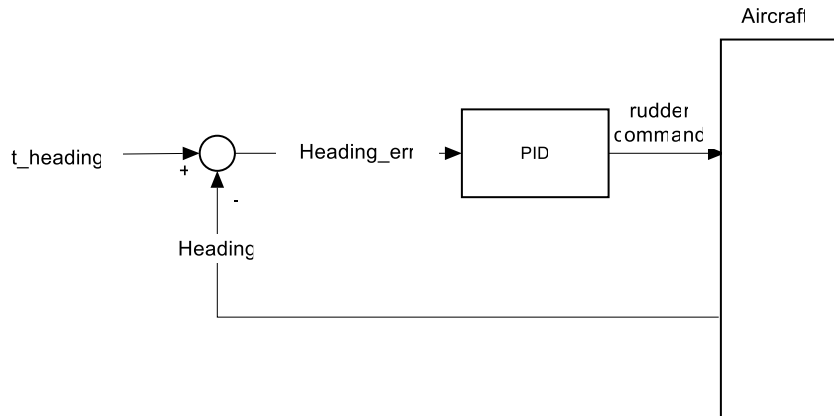 Aircraft
rudder
command
t_heading
+
Heading_err
PID
-
Heading